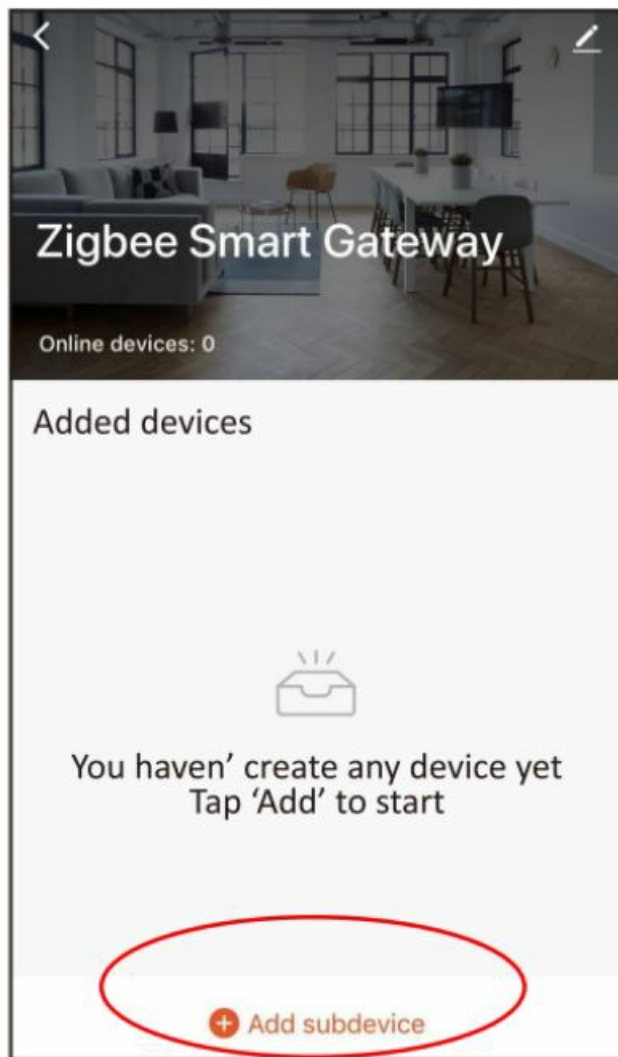 Zigbee Smart Gateway
Online devices: 0
Added devices
You haven’ create any device yet
Tap ‘Add’ to start
Add subdevice